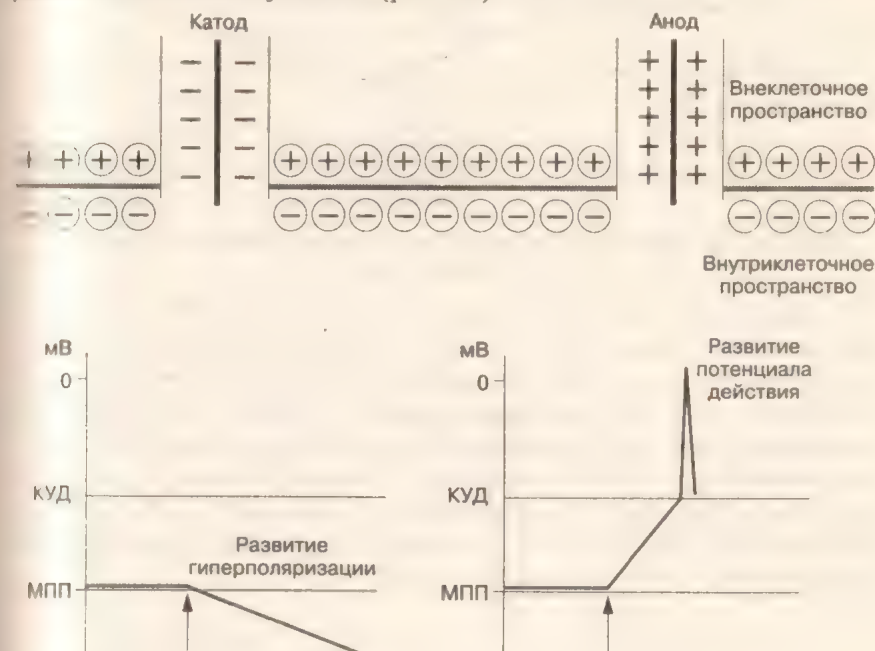 Катод
Анод
Внеклеточное
пространство
Внутриклеточное
пространство
мВ
0
КУД
Развитие
гиперполяризации
МПП
мВ
0
Развитие
потенциала
действия
КУД
МПП